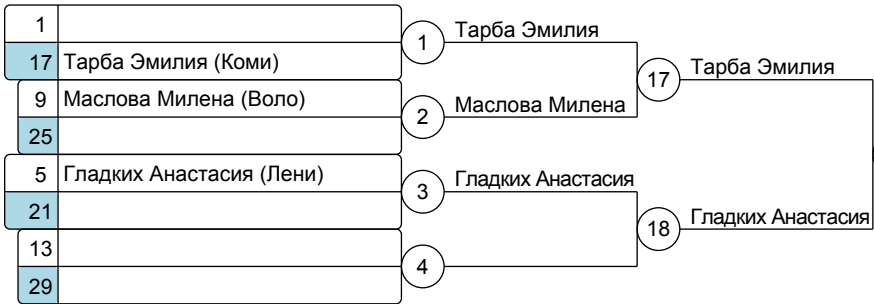 1
17 Тарба Эмилия (Коми)
1
Тарба Эмилия
9 Маслова Милена (Воло)
25
2
Маслова Милена
17
Тарба Эмилия
5 Гладких Анастасия (Лени)
21
3
Гладких Анастасия
13
29
4
18
Гладких Анастасия